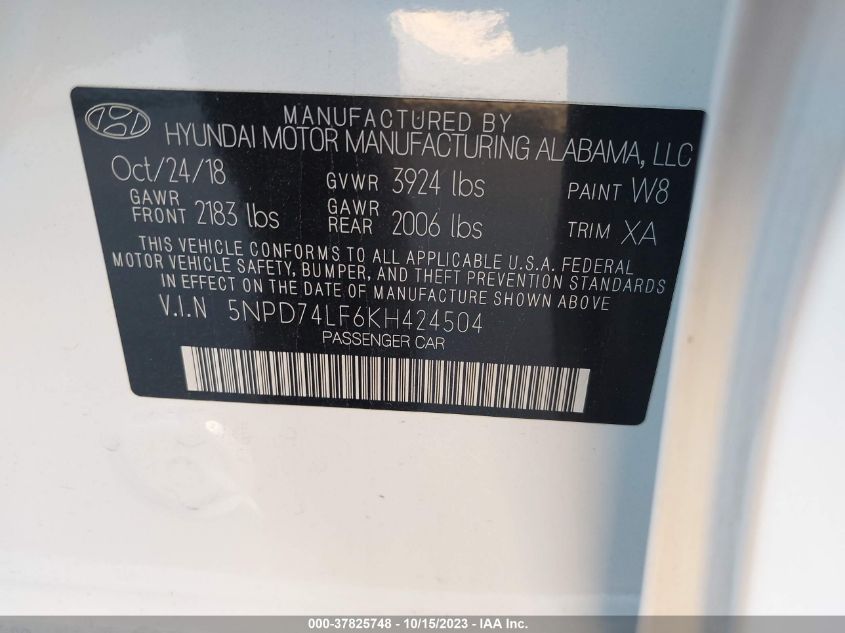 MANUFACTURED BY
HYUNDAI MOTOR MANUFACTURING ALABAMA, LLC
Oct/24/18 GVWR 3924 lbs PAINT W8
GAWR FRONT 2183 lbs GAWR REAR 2006 lbs TRIM XA
THIS VEHICLE CONFORMS TO ALL APPLICABLE U.S.A. FEDERAL
MOTOR VEHICLE SAFETY, BUMPER, AND THEFT PREVENTION STANDARDS
IN EFFECT ON THE DATE OF MANUFACTURE SHOWN ABOVE.
V.I.N 5NPD74LF6KH424504
PASSENGER CAR
000-37825748 - 10/15/2023 - IAA Inc.